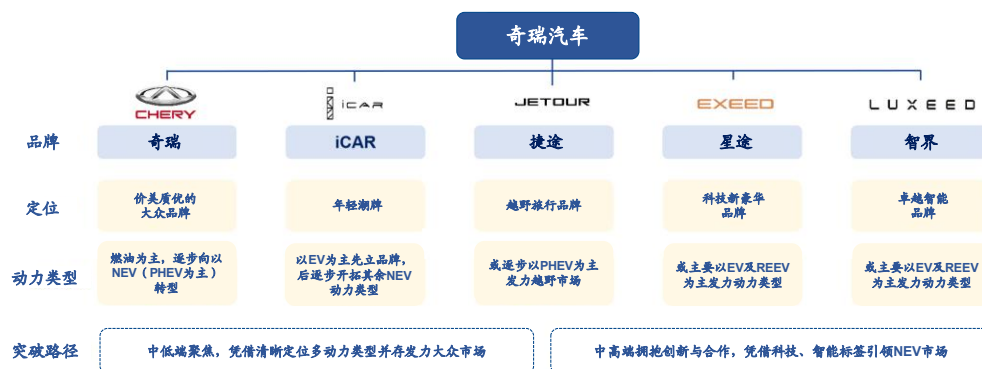 奇瑞汽车
CHERY
iCAR
JETOUR
EXEED
LUXEED
品牌
奇瑞
iCAR
捷途
星途
智界
定位
价美质优的
大众品牌
年轻潮牌
越野旅行品牌
科技新豪华
品牌
卓越智能
品牌
动力类型
燃油为主，逐步向以
NEV（PHEV为主）
转型
以EV为主先立品牌，
后逐步开拓其余NEV
动力类型
或逐步以PHEV为主
发力越野市场
或主要以EV及REEV
为主发力动力类型
或主要以EV及REEV
为主发力动力类型
突破路径
中低端聚焦，凭借清晰定位多动力类型并存发力大众市场
中高端拥抱创新与合作，凭借科技、智能标签引领NEV市场